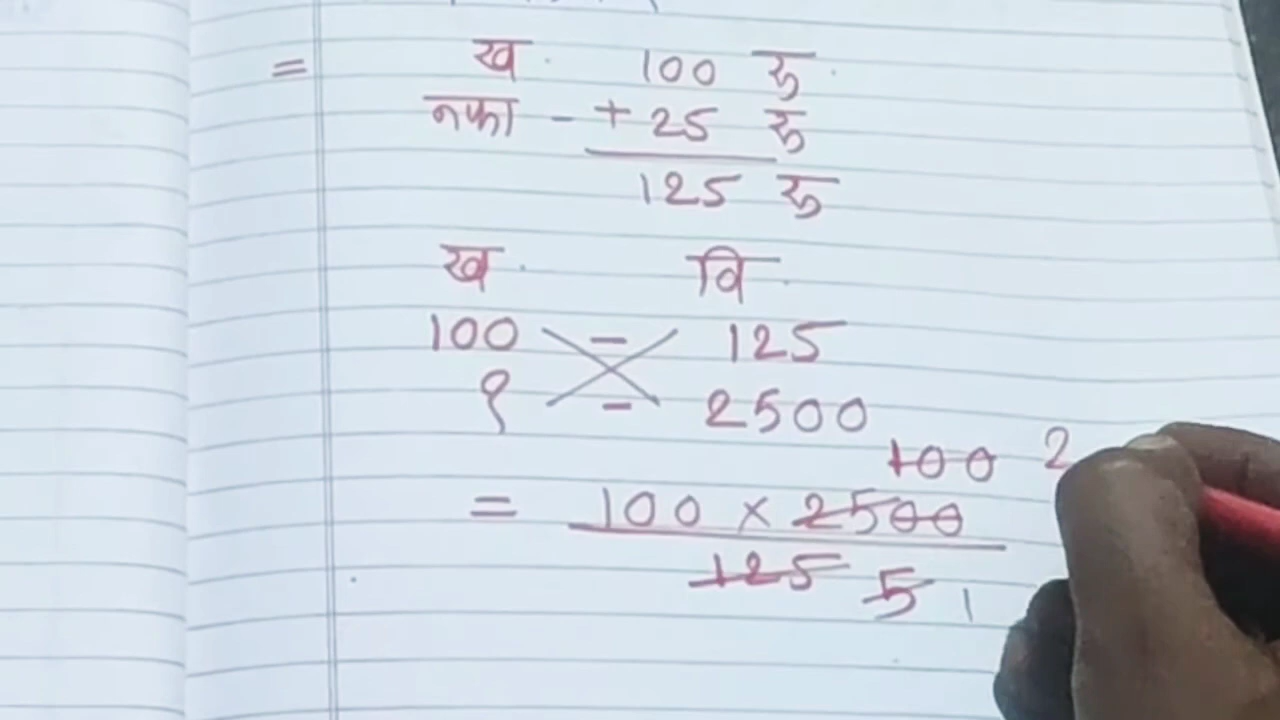 = ख. 100 रु.
नफा - + 25 रु
125 रु
ख. वि.
100 - 125
? - 2500
100 2
= 100 × 2500
125 5 1